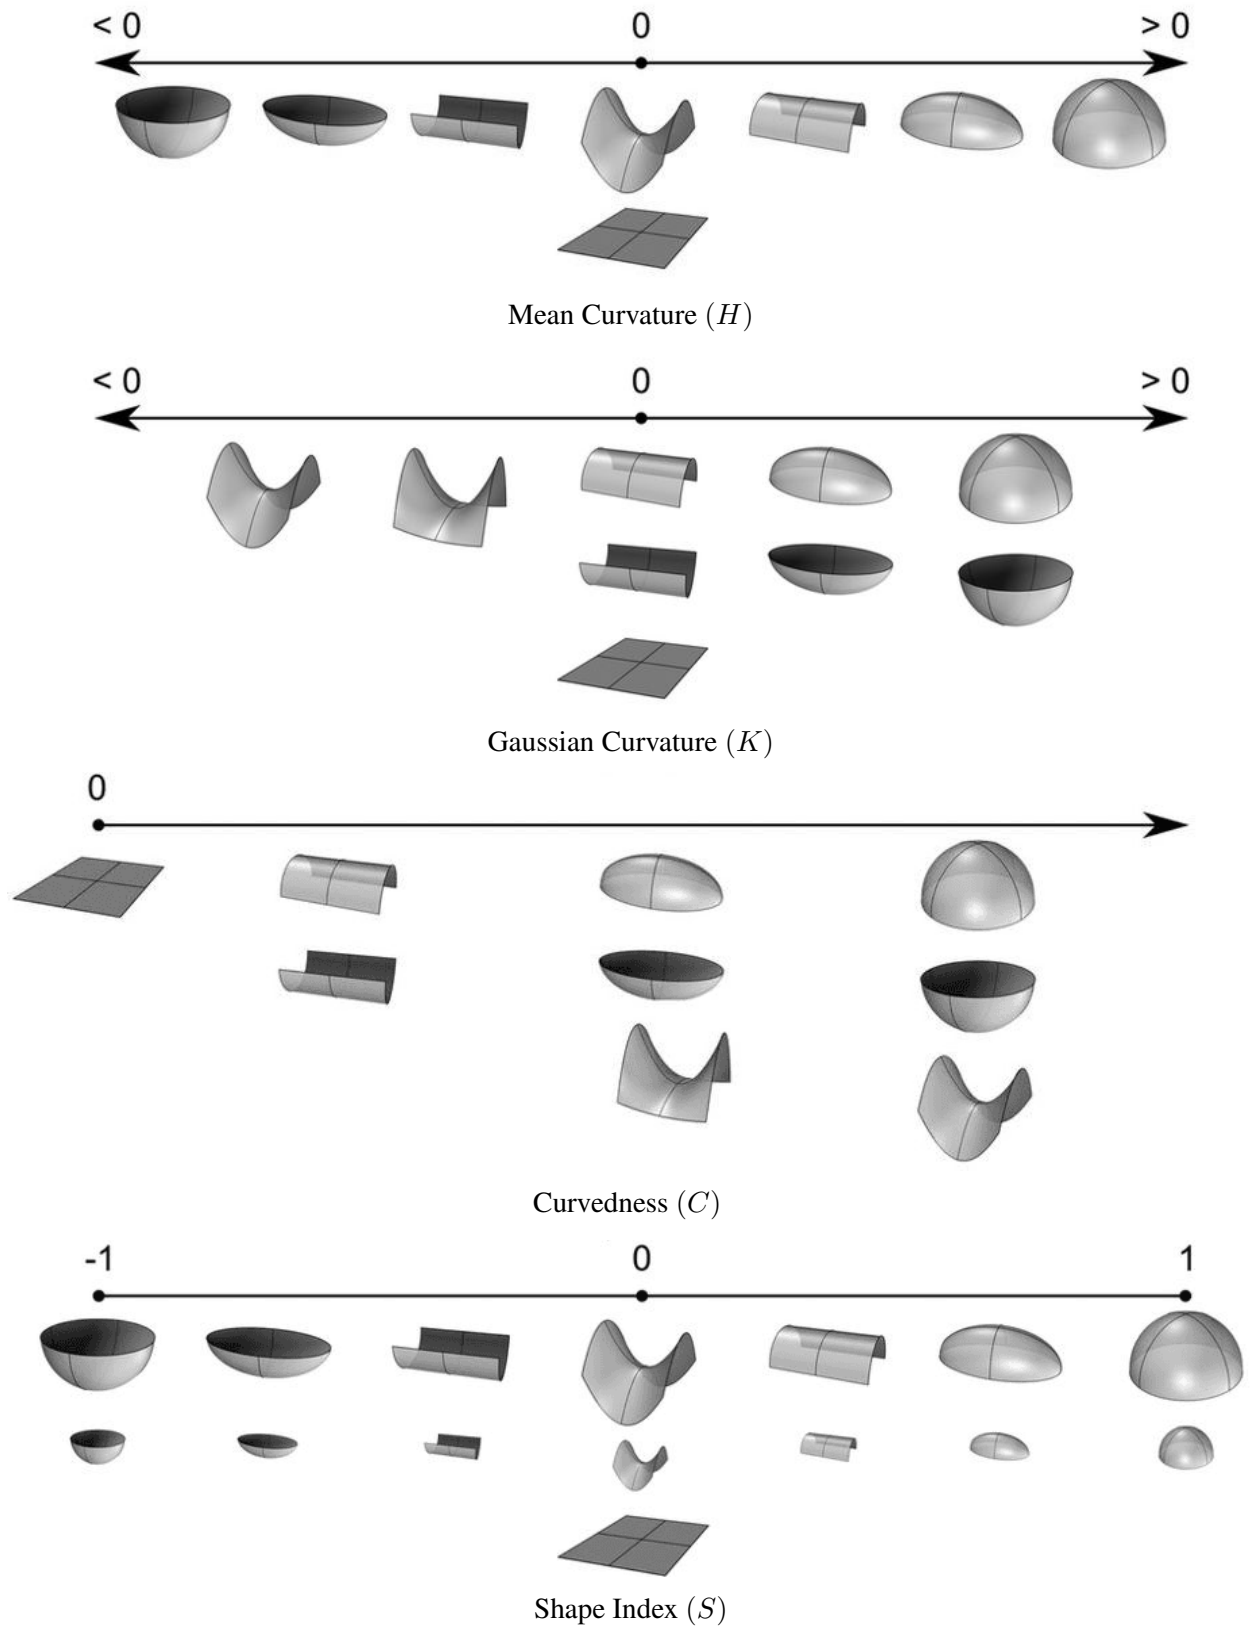 < 0 0 > 0
Mean Curvature (H)
< 0 0 > 0
Gaussian Curvature (K)
0
Curvedness (C)
-1 0 1
Shape Index (S)